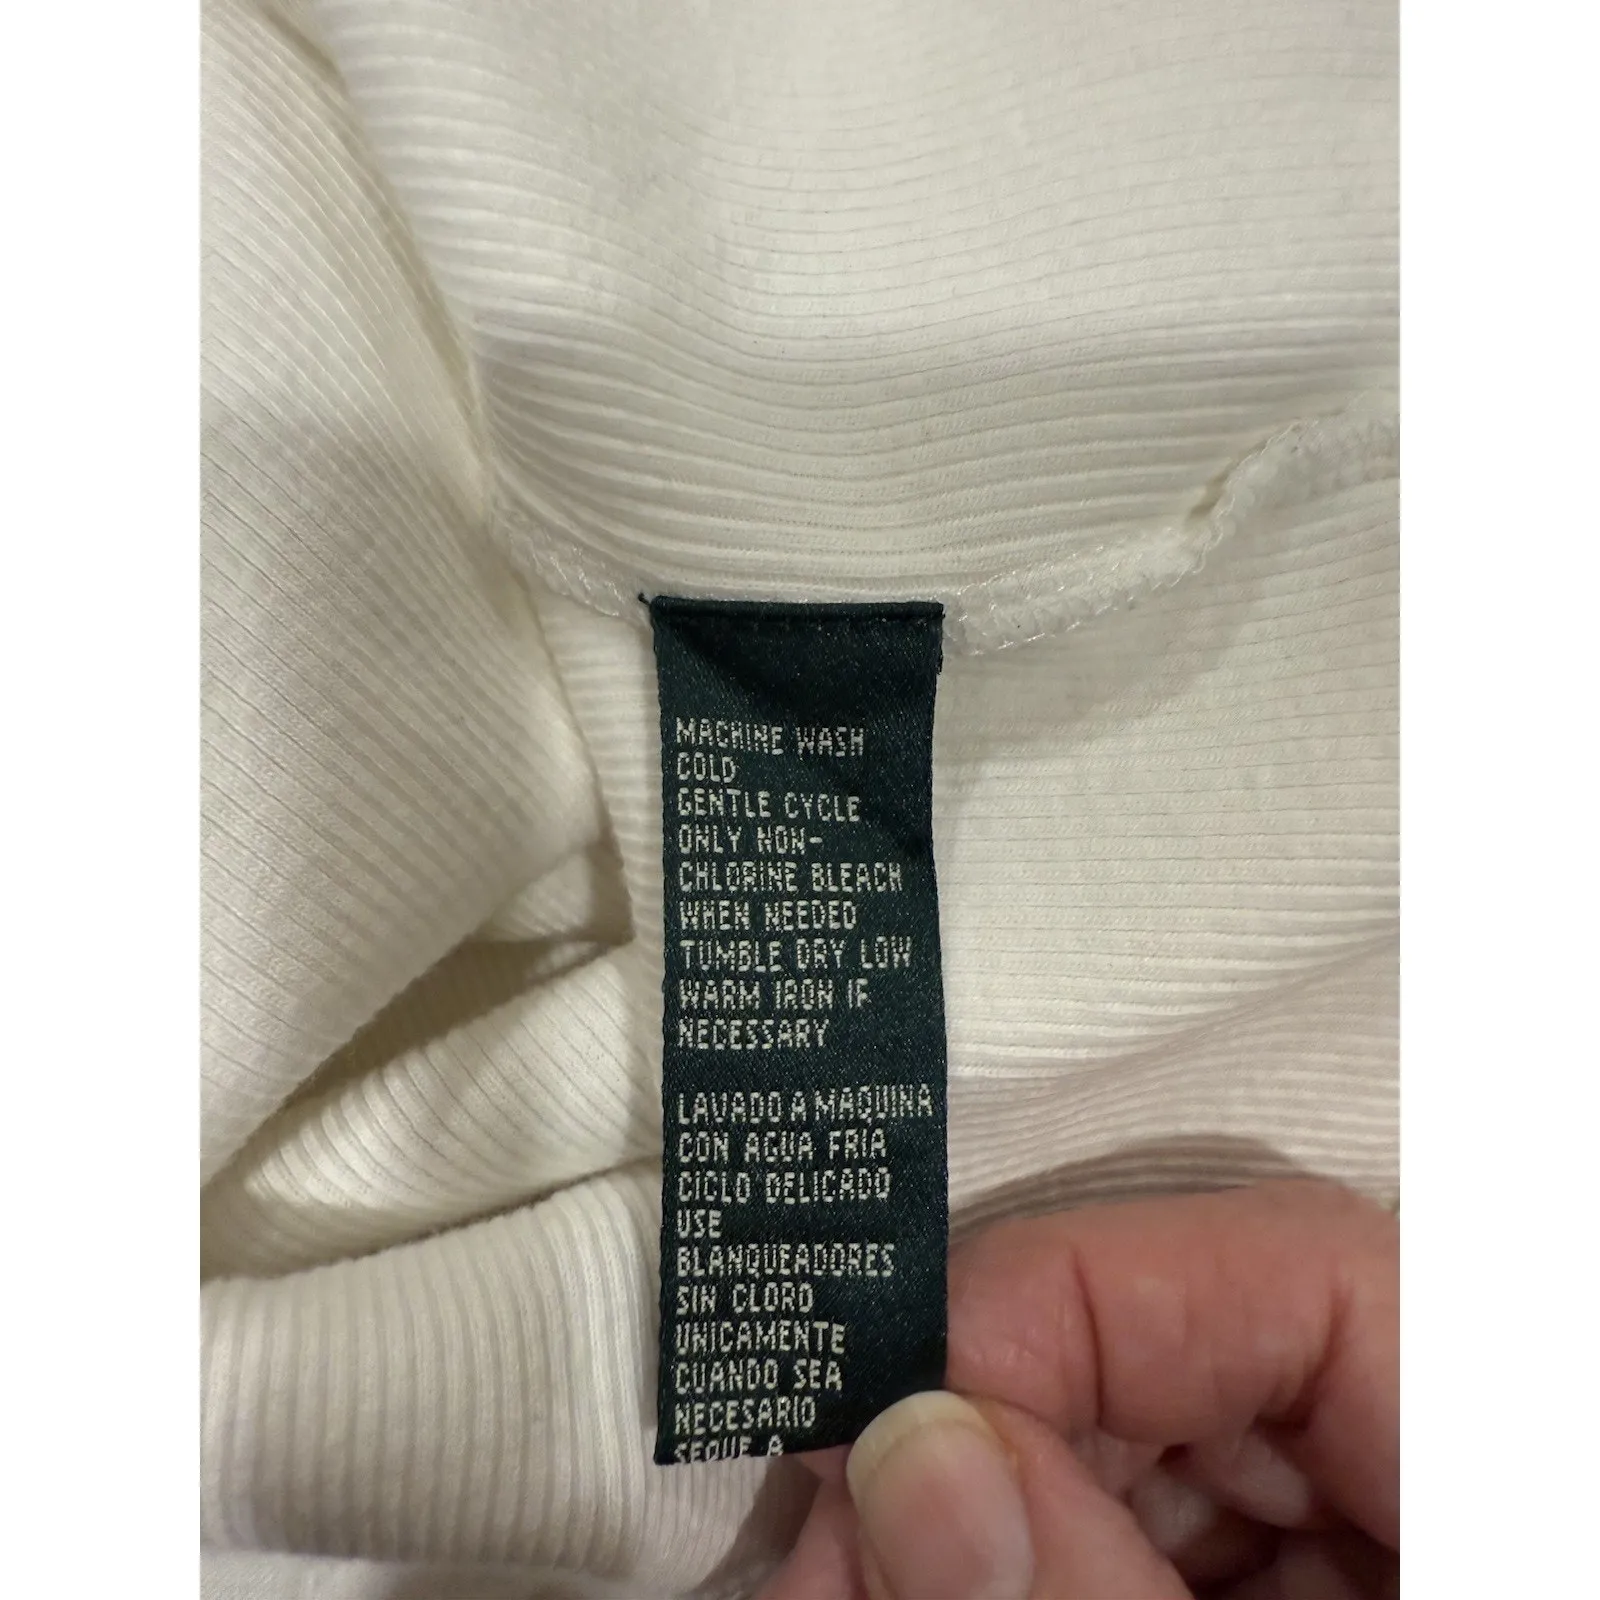 MACHINE WASH
COLD
GENTLE CYCLE
ONLY NON-
CHLORINE BLEACH
WHEN NEEDED
TUMBLE DRY LOW
WARM IRON IF
NECESSARY
LAVADO A MAQUINA
CON AGUA FRIA
CICLO DELICADO
USE
BLANQUEADORES
SIN CLORO
UNICAMENTE
CUANDO SEA
NECESARIO
SEQUE A